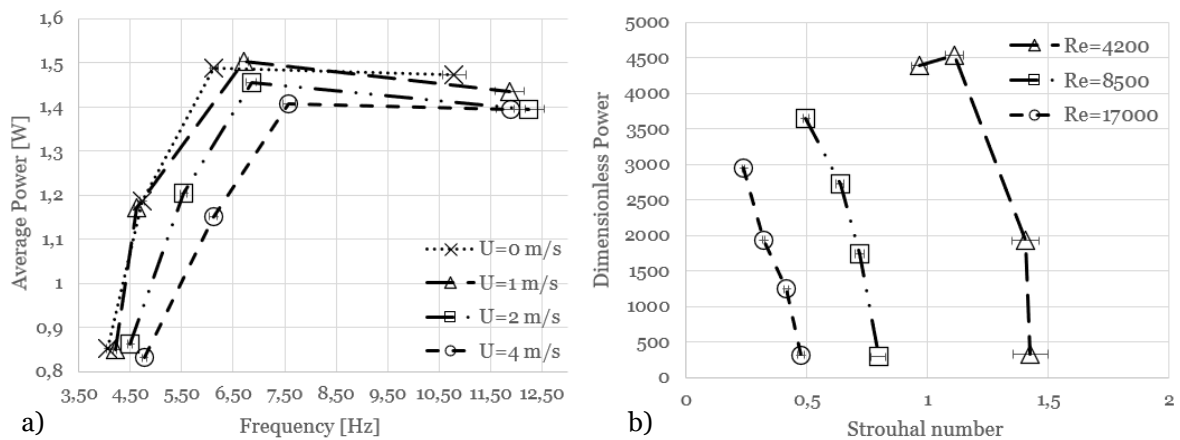 1,6
1,5
1,4
1,3
1,2
1,1
1
0,9
0,8
Average Power [W]
U=0 m/s
U=1 m/s
U=2 m/s
U=4 m/s
3,50 4,50 5,50 6,50 7,50 8,50 9,50 10,50 11,50 12,50
Frequency [Hz]
a)
5000
4500
4000
3500
3000
2500
2000
1500
1000
500
0
Dimensionless Power
Re=4200
Re=8500
Re=17000
0 0,5 1 1,5 2
Strouhal number
b)